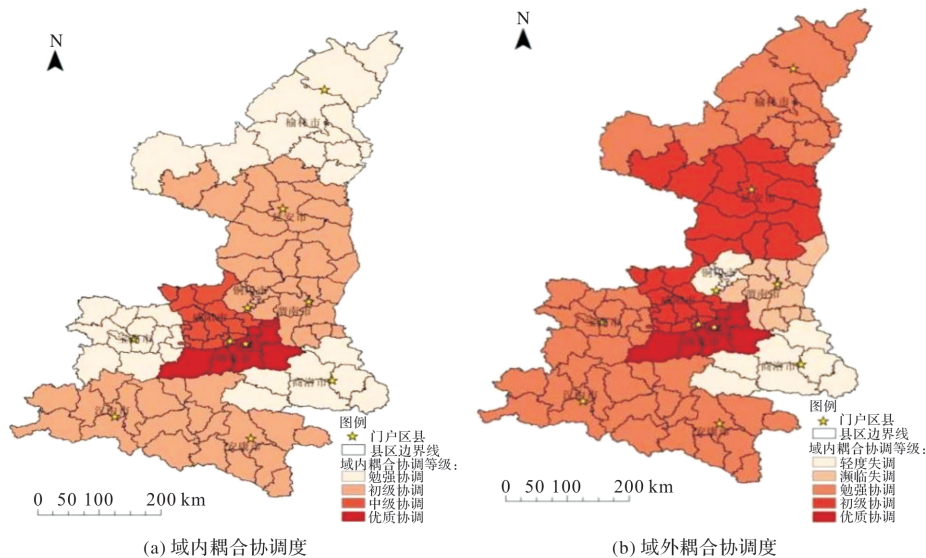 N
榆林市
延安市
铜川市
渭南市
宝鸡市
商洛市
汉中市
安康市
图例
门户区县
县区边界线
域内耦合协调等级:
勉强协调
初级协调
中级协调
优质协调
0 50 100 200 km
(a) 域内耦合协调度
N
榆林市
延安市
铜川市
渭南市
宝鸡市
商洛市
汉中市
安康市
图例
门户区县
县区边界线
域内耦合协调等级:
轻度失调
濒临失调
勉强协调
初级协调
优质协调
0 50 100 200 km
(b) 域外耦合协调度